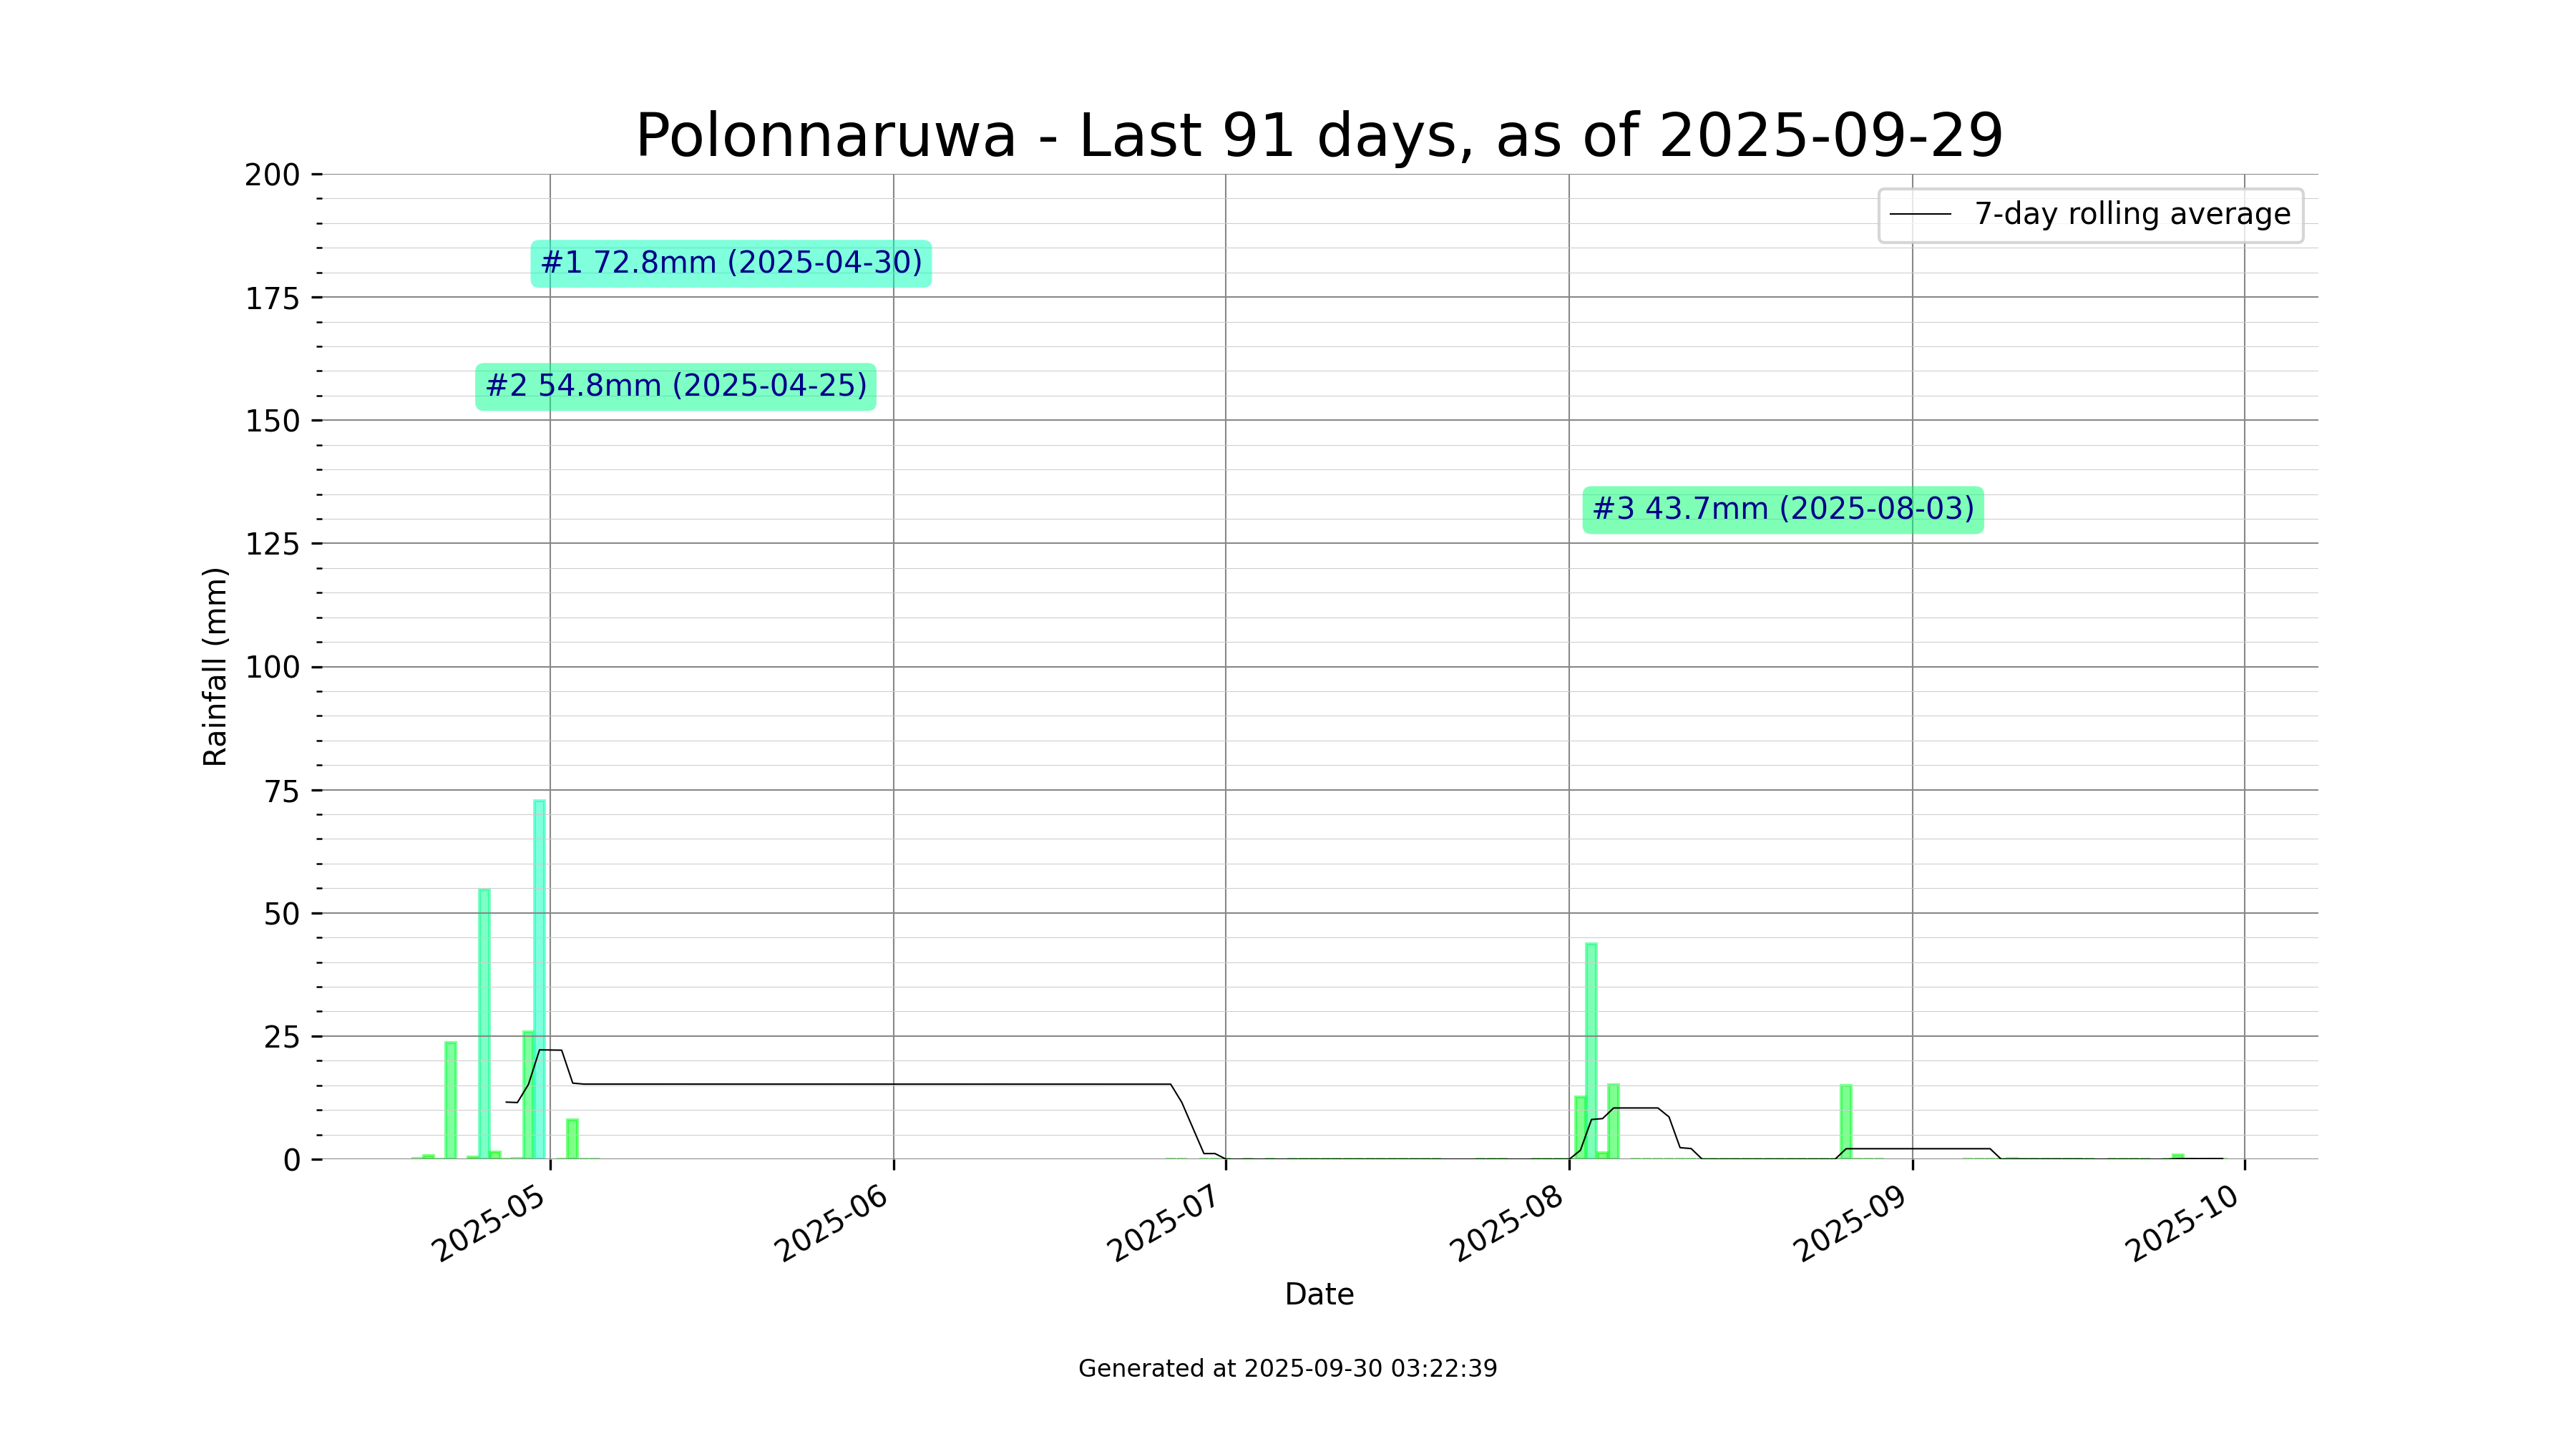 Polonnaruwa - Last 91 days, as of 2025-09-29
200
7-day rolling average
#1 72.8mm (2025-04-30)
175
#2 54.8mm (2025-04-25)
150
#3 43.7mm (2025-08-03)
125
Rainfall (mm)
100
75
50
25
0
2025-05
2025-06
2025-07
2025-08
2025-09
2025-10
Date
Generated at 2025-09-30 03:22:39